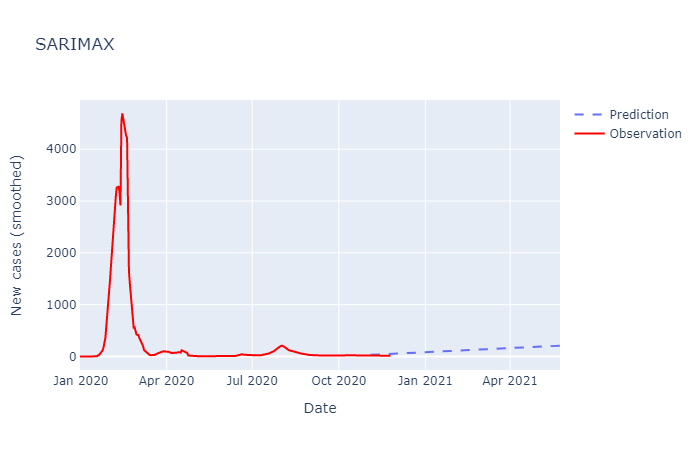 SARIMAX
Prediction
Observation
New cases (smoothed)
4000
3000
2000
1000
0
Jan 2020
Apr 2020
Jul 2020
Oct 2020
Jan 2021
Apr 2021
Date